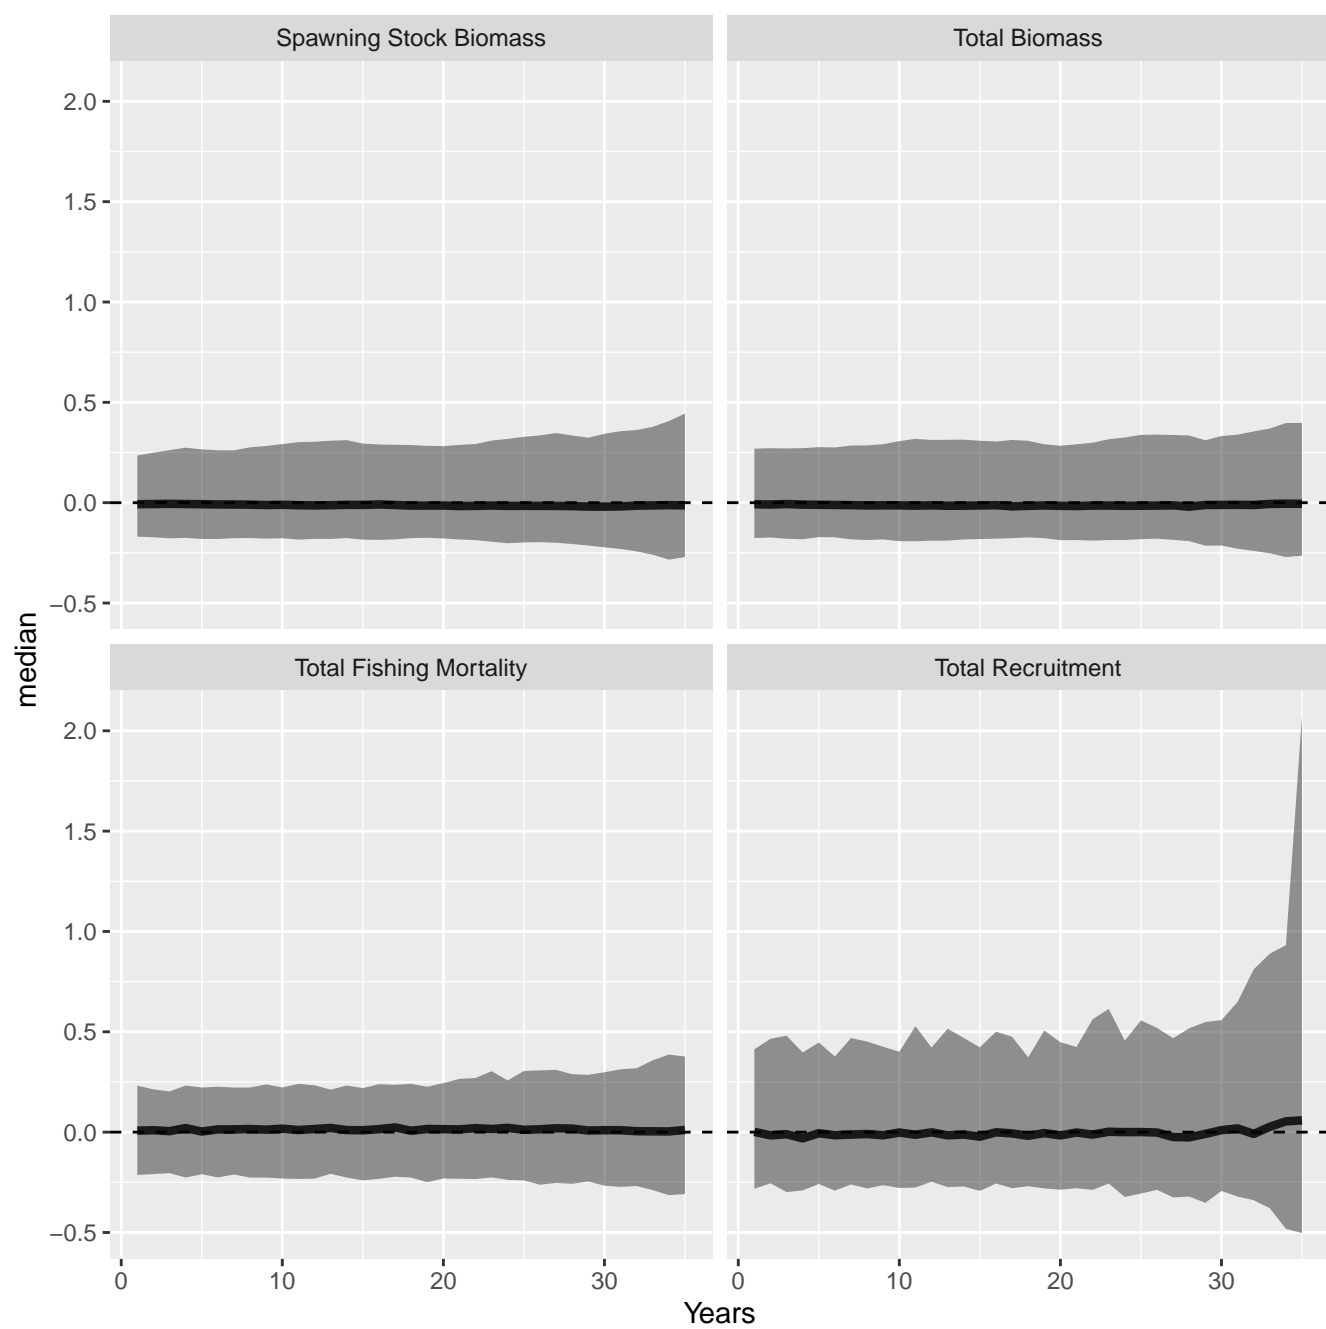 Spawning Stock Biomass
Total Biomass
2.0
1.5
1.0
0.5
0.0
−0.5
median
Total Fishing Mortality
Total Recruitment
2.0
1.5
1.0
0.5
0.0
−0.5
0 10 20 30
0 10 20 30
Years